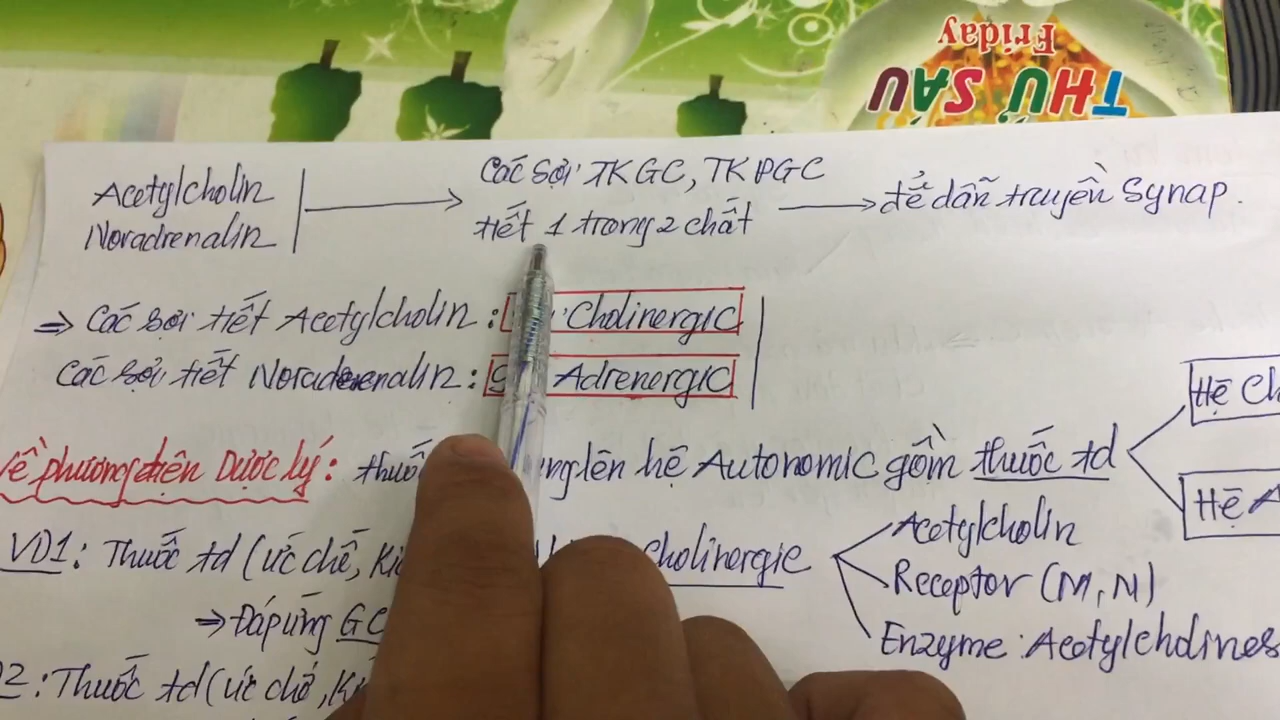 Friday
THỨ SÁU
Acetylcholin
Noradrenalin
Các sợi TKGC, TKPGC
tiết 1 trong 2 chất
để dẫn truyền Synap.
=> Các sợi tiết Acetylcholin : Cholinergic
Các sợi tiết Noradrenalin : Adrenergic
Về phương diện Dược lý: lên hệ Autonomic gồm thuốc td
Hệ
Hệ
VD1: Thuốc td (ức chế, Cholinergic
Acetylcholin
Receptor (M, N)
Enzyme: Acetylcholines
=> Đáp ứng GC
2: Thuốc td (ức chế,